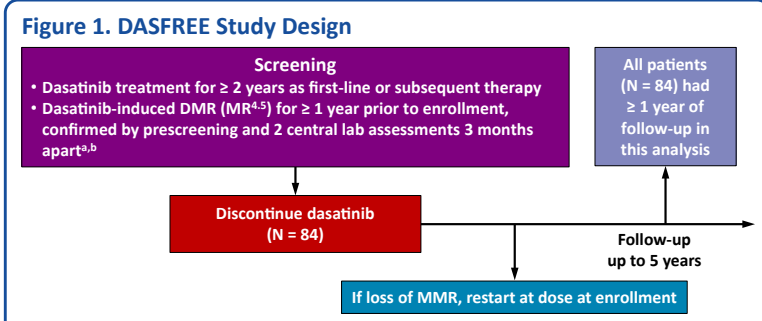 Figure 1. DASFREE Study Design
Screening
• Dasatinib treatment for ≥ 2 years as first-line or subsequent therapy
• Dasatinib-induced DMR (MR⁴·⁵) for ≥ 1 year prior to enrollment,
confirmed by prescreening and 2 central lab assessments 3 months
apartᵃ,ᵇ
All patients
(N = 84) had
≥ 1 year of
follow-up in
this analysis
Discontinue dasatinib
(N = 84)
Follow-up
up to 5 years
If loss of MMR, restart at dose at enrollment